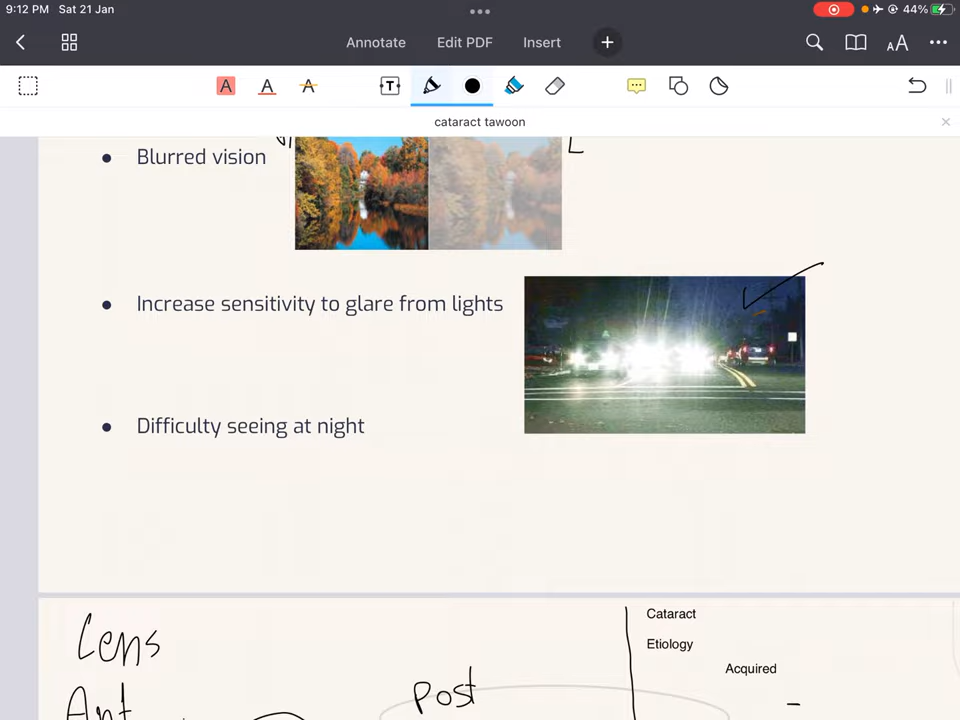 9:12 PM Sat 21 Jan
44%
Annotate Edit PDF Insert
AA
A A A T
cataract tawoon
Blurred vision
Increase sensitivity to glare from lights
Difficulty seeing at night
Lens
Cataract
Etiology
Acquired
post
Ant